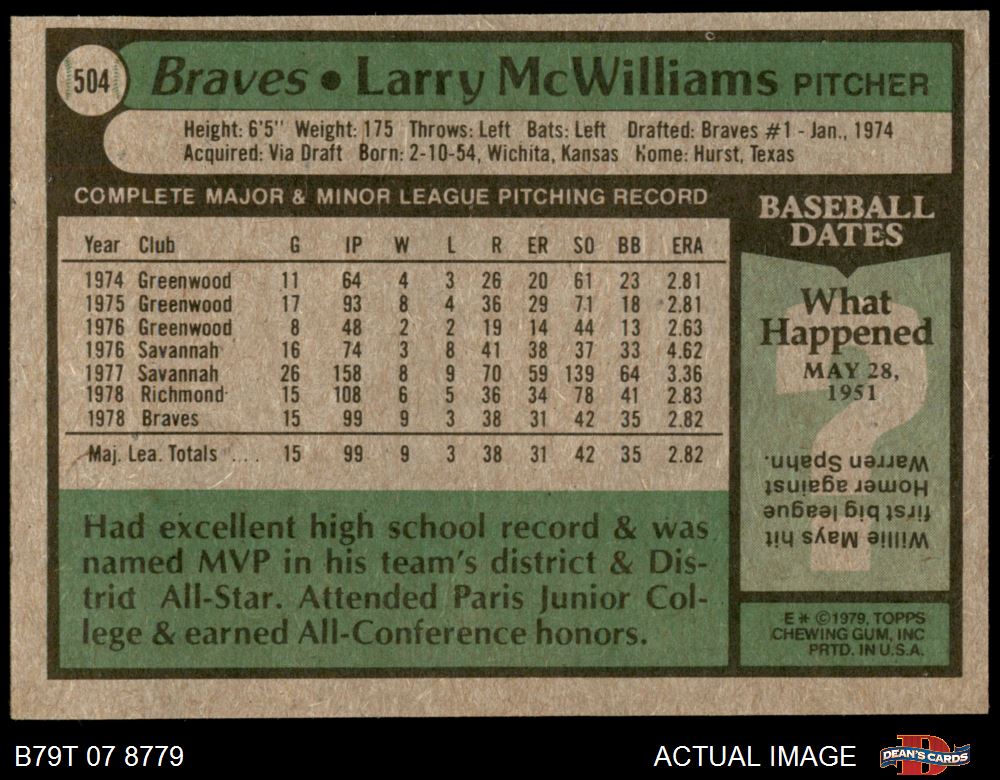 504 Braves • Larry McWilliams PITCHER
Height: 6'5" Weight: 175 Throws: Left Bats: Left Drafted: Braves #1 - Jan., 1974
Acquired: Via Draft Born: 2-10-54, Wichita, Kansas Home: Hurst, Texas
COMPLETE MAJOR & MINOR LEAGUE PITCHING RECORD
Year Club G IP W L R ER SO BB ERA
1974 Greenwood 11 64 4 3 26 20 61 23 2.81
1975 Greenwood 17 93 8 4 36 29 71 18 2.81
1976 Greenwood 8 48 2 2 19 14 44 13 2.63
1976 Savannah 16 74 3 8 41 38 37 33 4.62
1977 Savannah 26 158 8 9 70 59 139 64 3.36
1978 Richmond 15 108 6 5 36 34 78 41 2.83
1978 Braves 15 99 9 3 38 31 42 35 2.82
Maj. Lea. Totals .... 15 99 9 3 38 31 42 35 2.82
Had excellent high school record & was
named MVP in his team's district & Dis-
trict All-Star. Attended Paris Junior Col-
lege & earned All-Conference honors.
BASEBALL
DATES
What
Happened
MAY 28,
1951
?
Willie Mays hit
first big league
Homer against
Warren Spahn.
E * ©1979, TOPPS
CHEWING GUM, INC
PRTD. IN U.S.A.
B79T 07 8779
ACTUAL IMAGE
D
DEAN'S CARDS